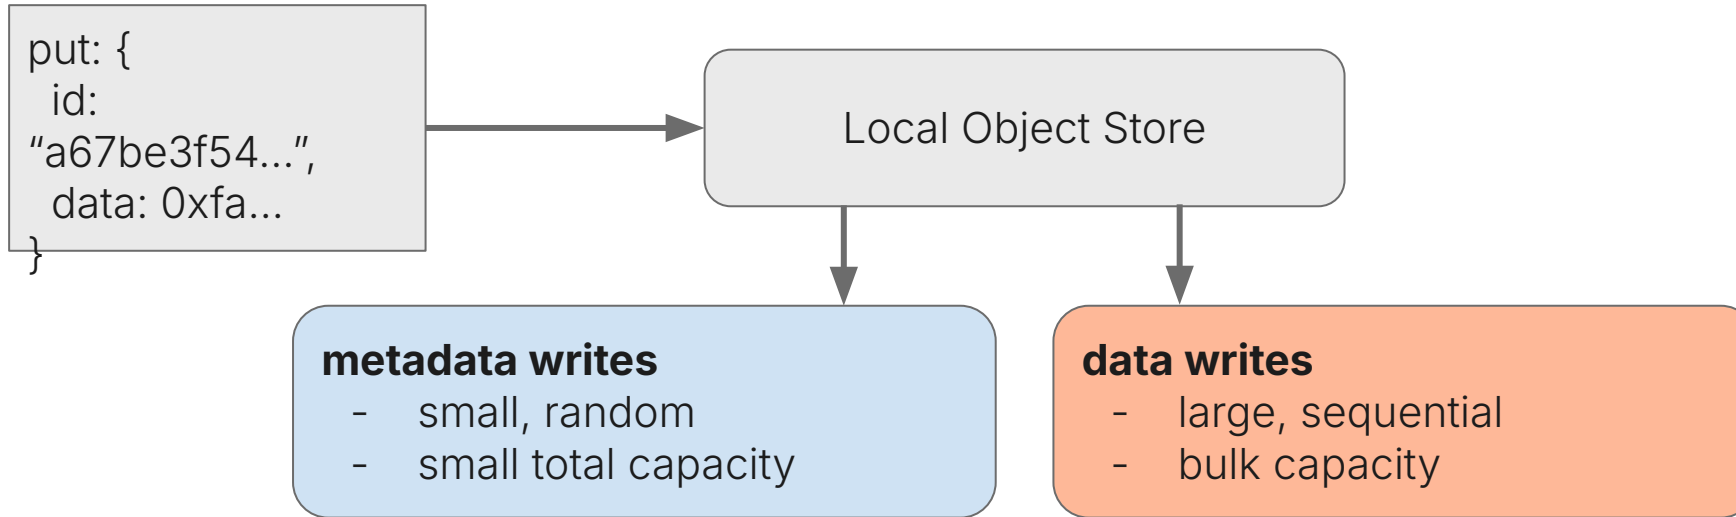 put: {
id:
“a67be3f54...”,
data: 0xfa...
}
Local Object Store
metadata writes
- small, random
- small total capacity
data writes
- large, sequential
- bulk capacity